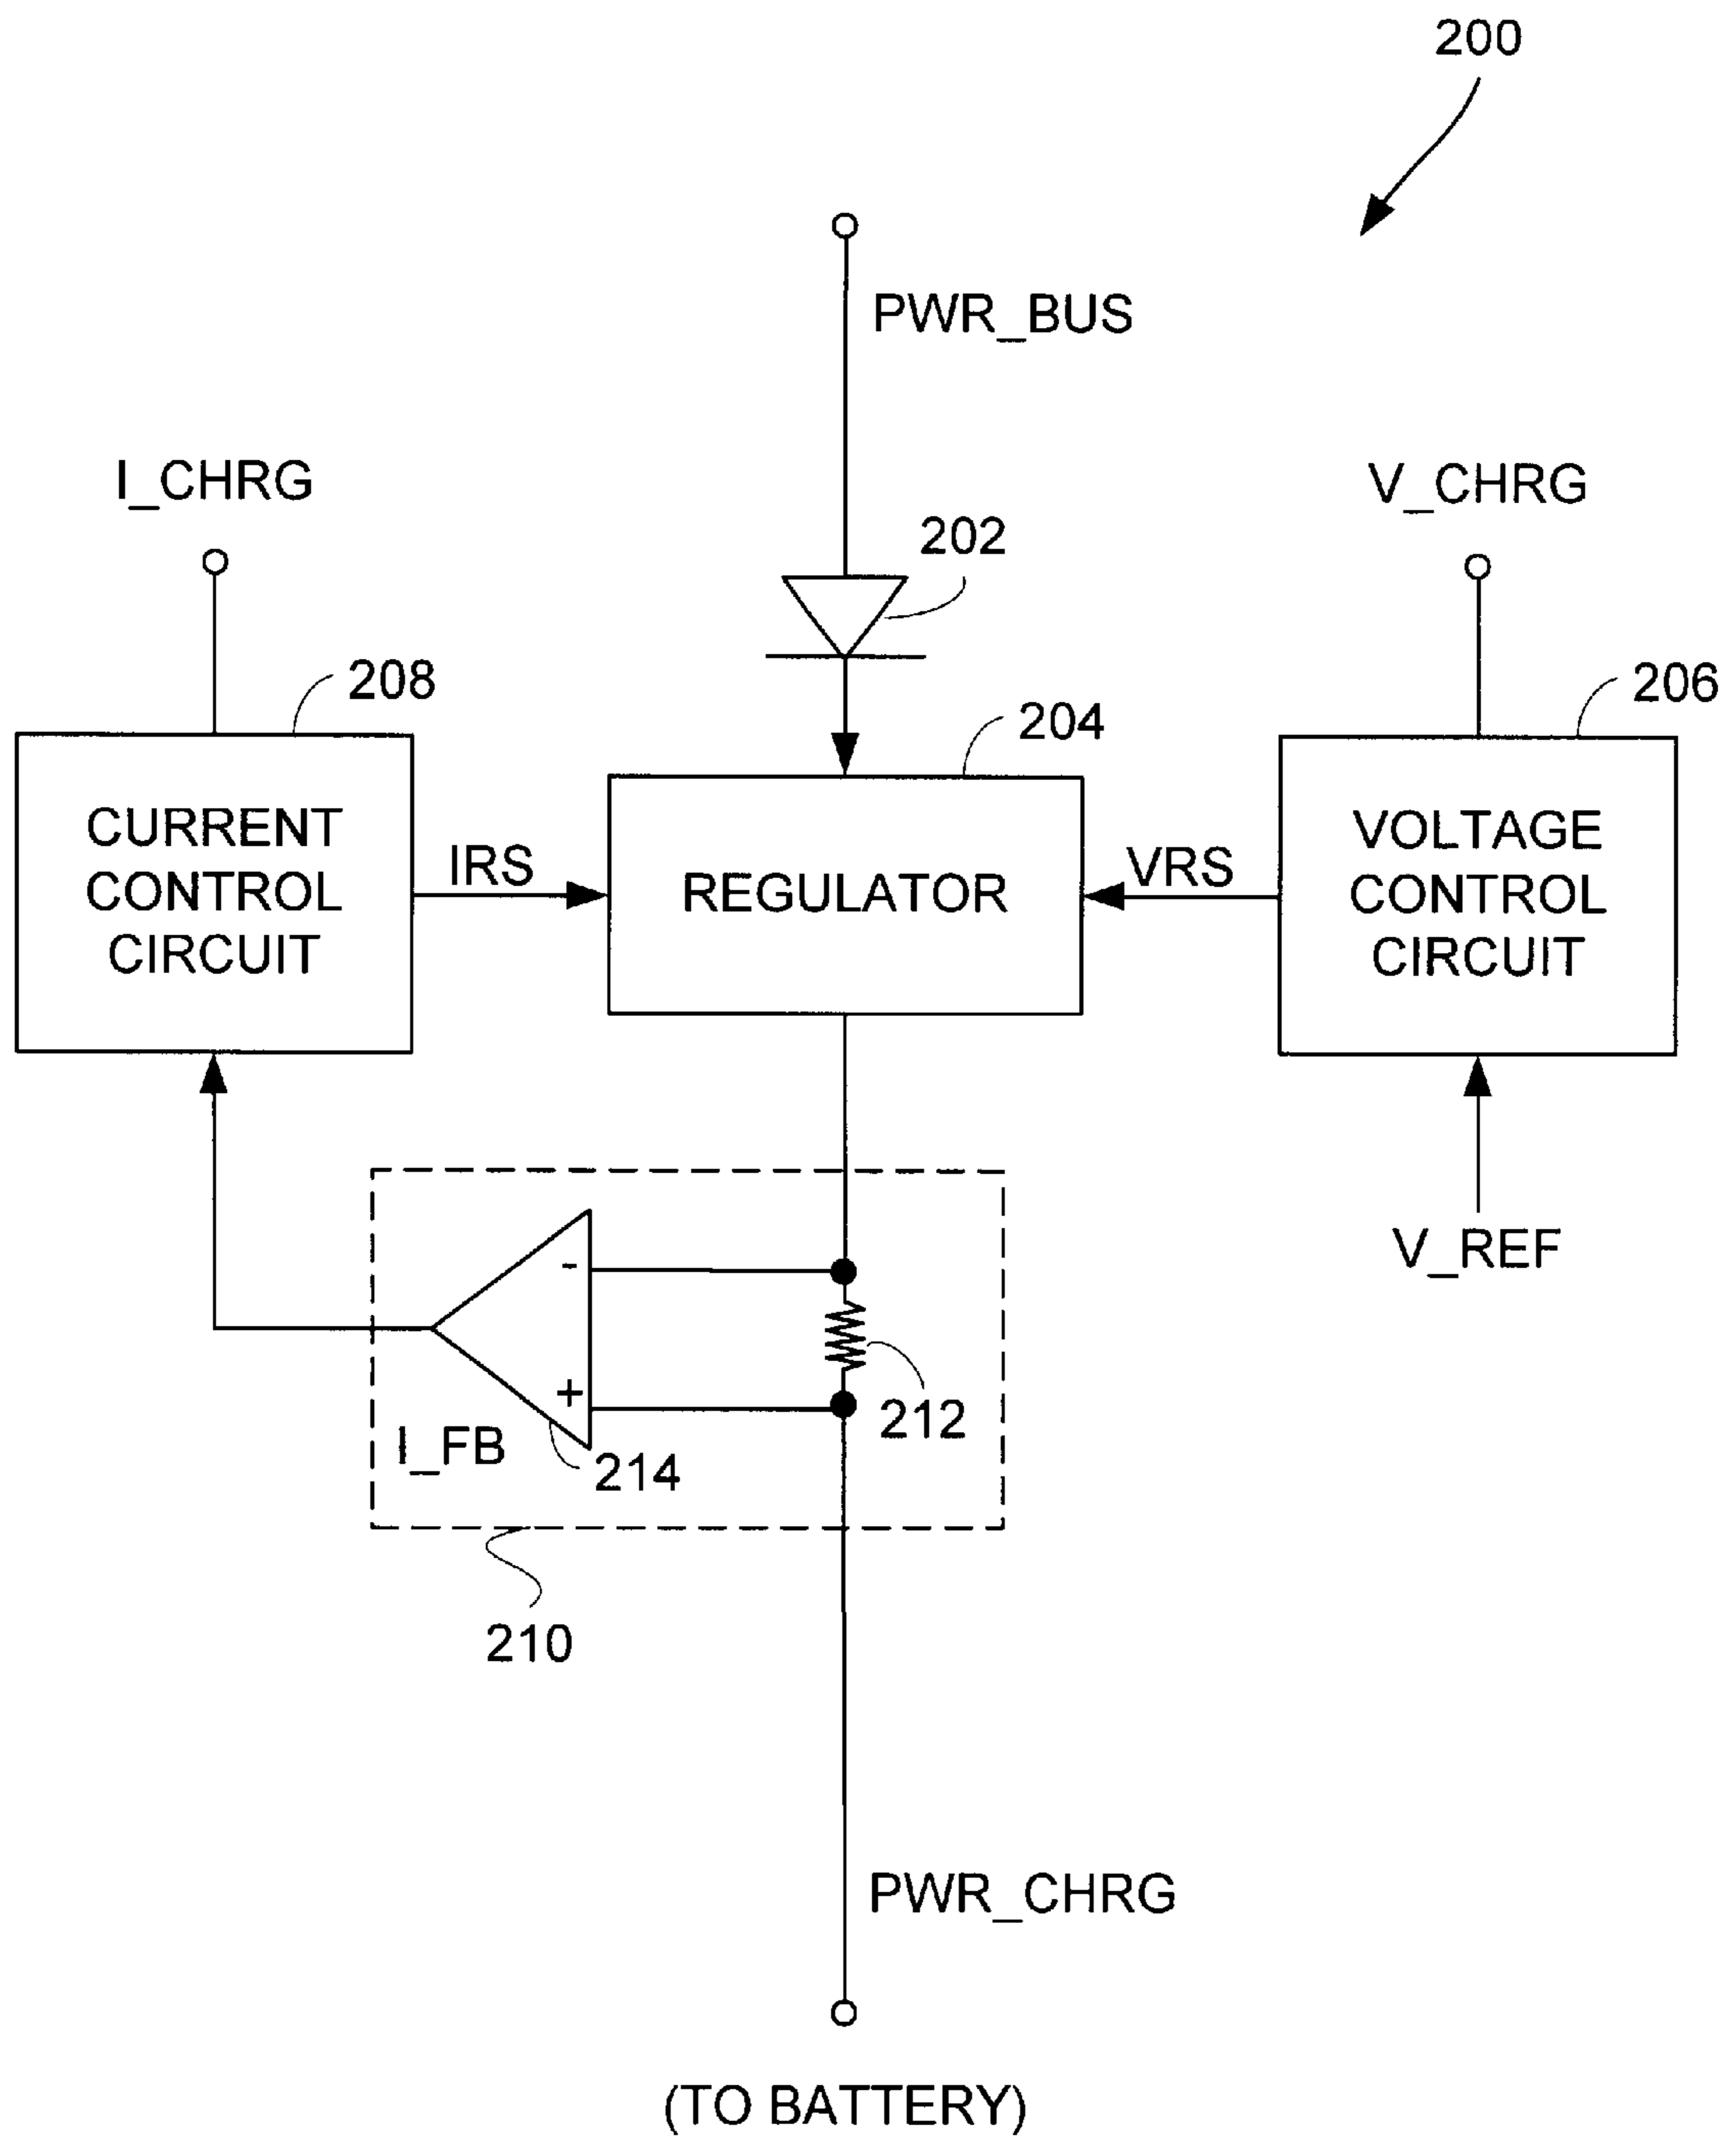 200
PWR_BUS
I_CHRG
V_CHRG
202
208
206
204
CURRENT
CONTROL
CIRCUIT
IRS
REGULATOR
VRS
VOLTAGE
CONTROL
CIRCUIT
V_REF
-
+
212
I_FB
214
210
PWR_CHRG
(TO BATTERY)